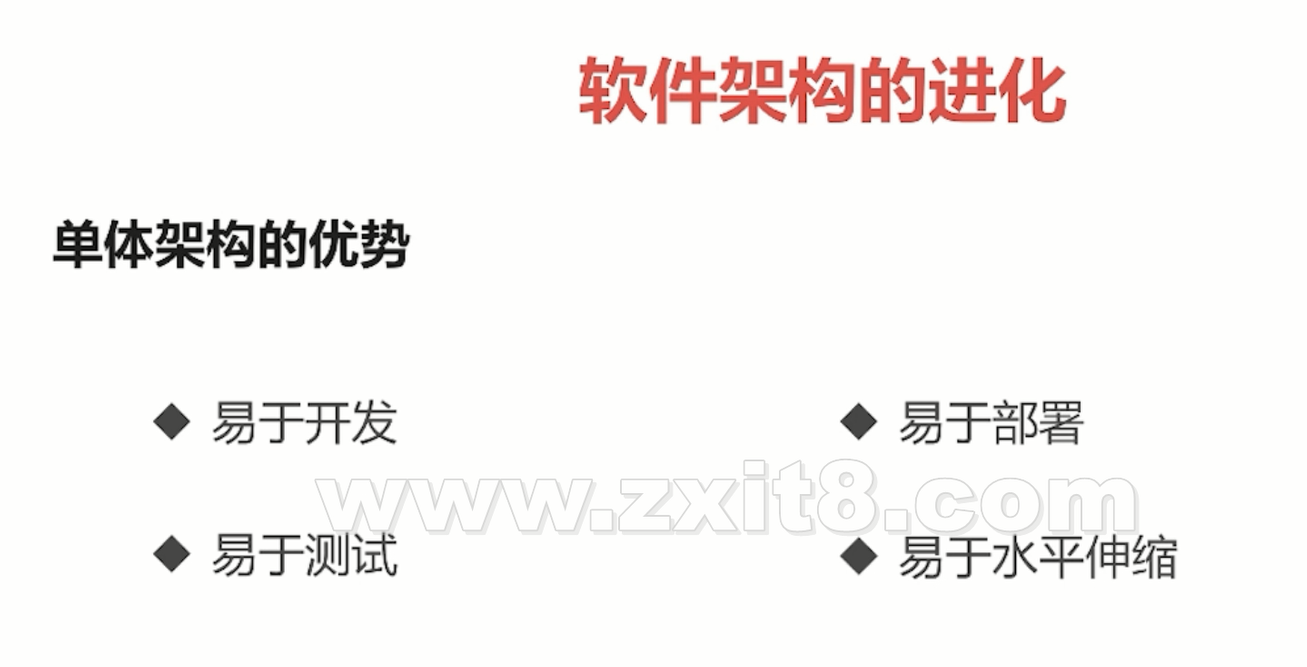 软件架构的进化
单体架构的优势
◆ 易于开发
◆ 易于部署
www.zxit8.com
◆ 易于测试
◆ 易于水平伸缩